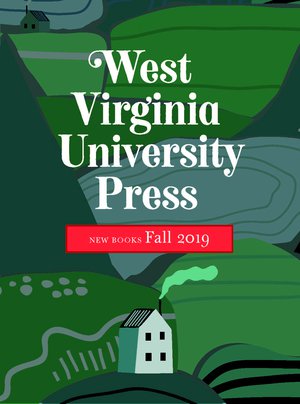 West
Virginia
University
Press
NEW BOOKS Fall 2019